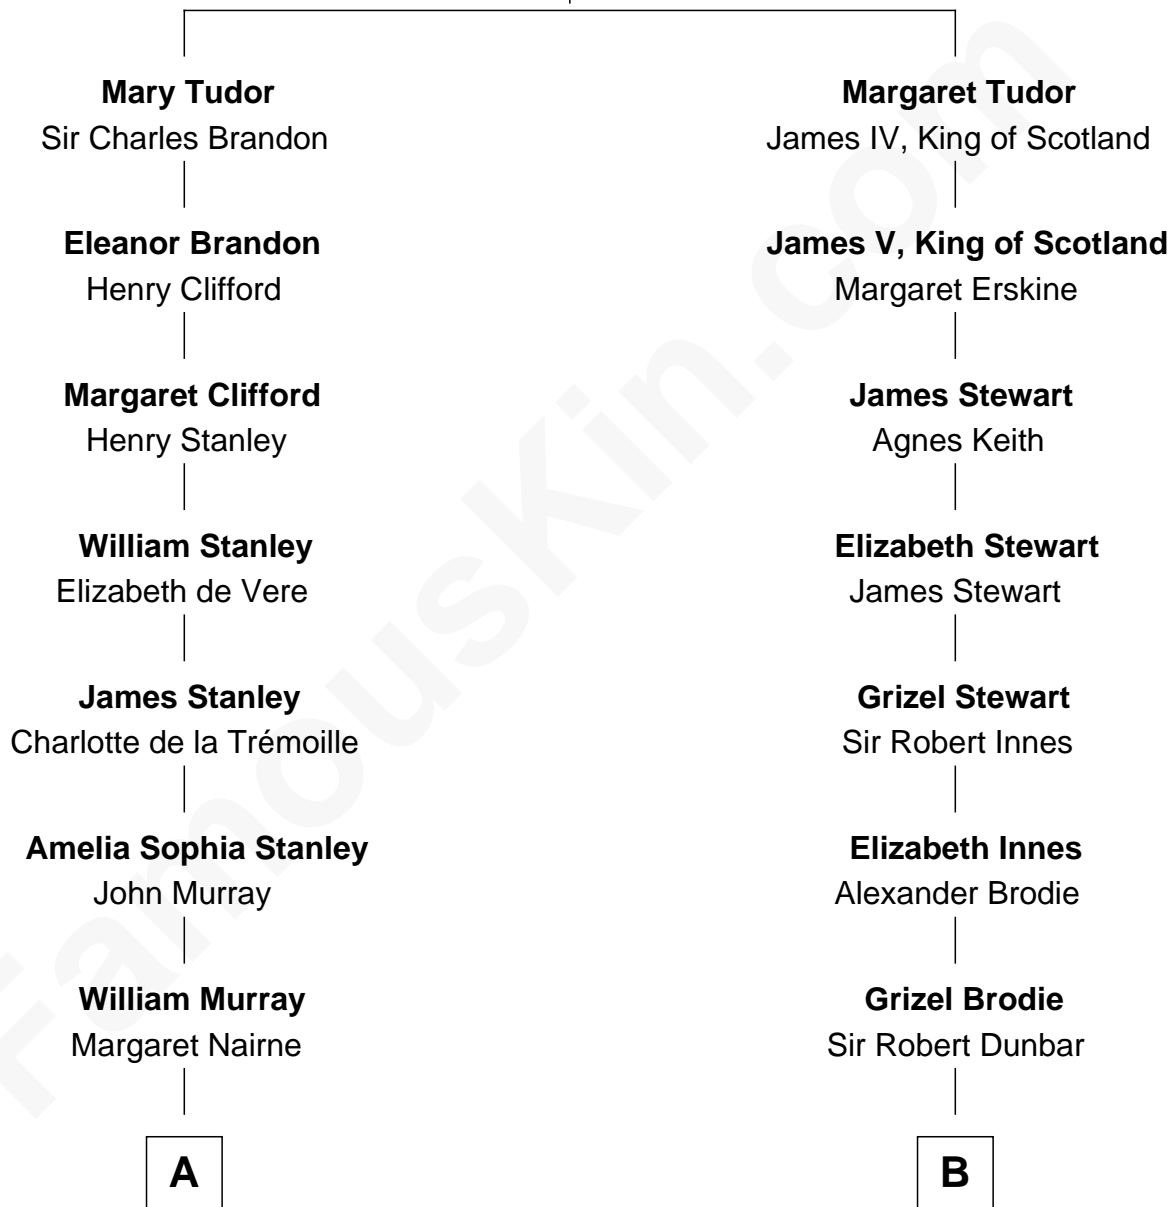 Mary Tudor
Sir Charles Brandon
Eleanor Brandon
Henry Clifford
Margaret Clifford
Henry Stanley
William Stanley
Elizabeth de Vere
James Stanley
Charlotte de la Trémoille
Amelia Sophia Stanley
John Murray
William Murray
Margaret Nairne
A
Margaret Tudor
James IV, King of Scotland
James V, King of Scotland
Margaret Erskine
James Stewart
Agnes Keith
Elizabeth Stewart
James Stewart
Grizel Stewart
Sir Robert Innes
Elizabeth Innes
Alexander Brodie
Grizel Brodie
Sir Robert Dunbar
B
FamousKin.com